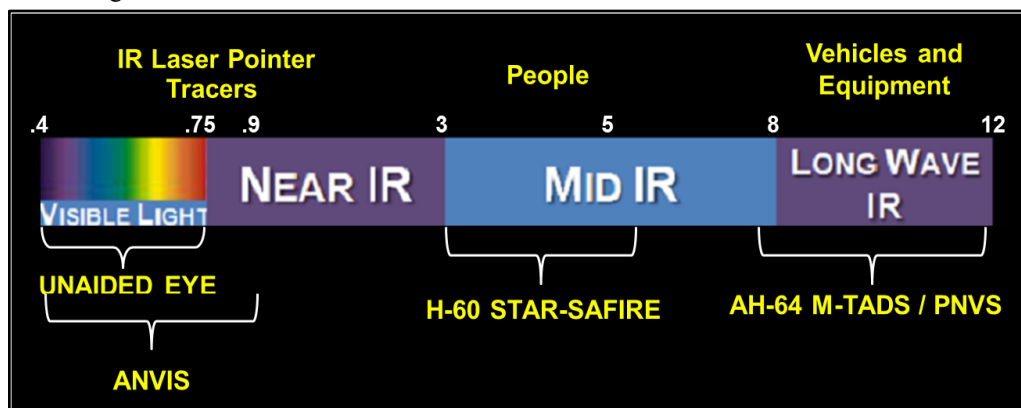 IR Laser Pointer
Tracers
People
Vehicles and
Equipment
.4 .75 .9 3 5 8 12
VISIBLE LIGHT
NEAR IR
MID IR
LONG WAVE
IR
UNAIDED EYE
H-60 STAR-SAFIRE
AH-64 M-TADS / PNVS
ANVIS